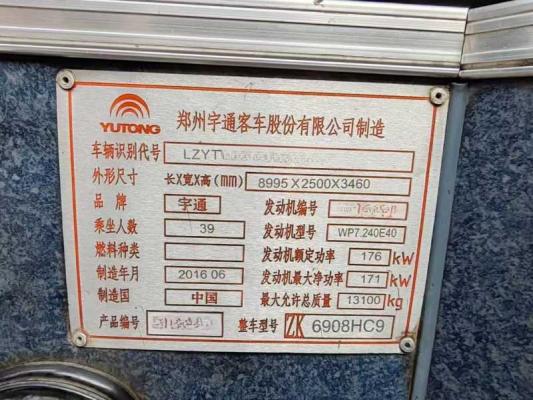 YUTONG
郑州宇通客车股份有限公司制造
车辆识别代号 LZYT
外形尺寸 长X宽X高(mm) 8995X2500X3460
品牌 宇通 发动机编号
乘坐人数 39 发动机型号 WP7.240E40
燃料种类 发动机额定功率 176 kW
制造年月 2016 06 发动机最大净功率 171 kW
制造国 中国 最大允许总质量 13100 kg
产品编号 整车型号 ZK 6908HC9